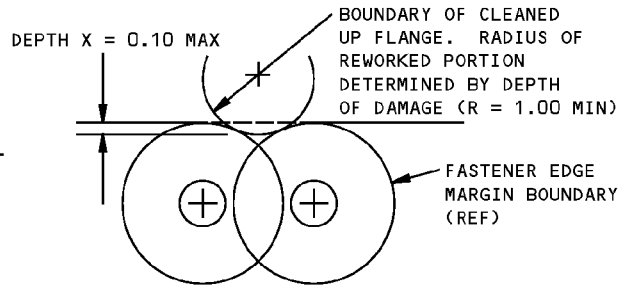 DEPTH X = 0.10 MAX
BOUNDARY OF CLEANED
UP FLANGE. RADIUS OF
REWORKED PORTION
DETERMINED BY DEPTH
OF DAMAGE (R = 1.00 MIN)
FASTENER EDGE
MARGIN BOUNDARY
(REF)